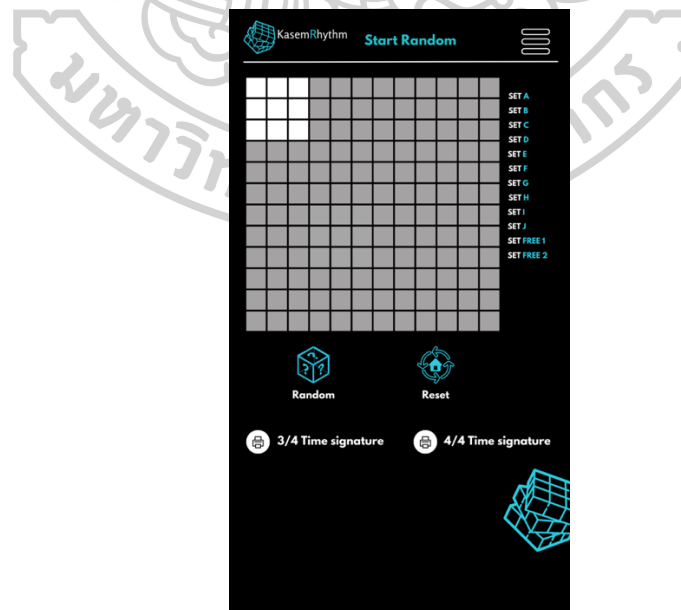 KasemRhythm
Start Random
SET A
SET B
SET C
SET D
SET E
SET F
SET G
SET H
SET I
SET J
SET FREE 1
SET FREE 2
? ? ?
Random
Reset
3/4 Time signature
4/4 Time signature